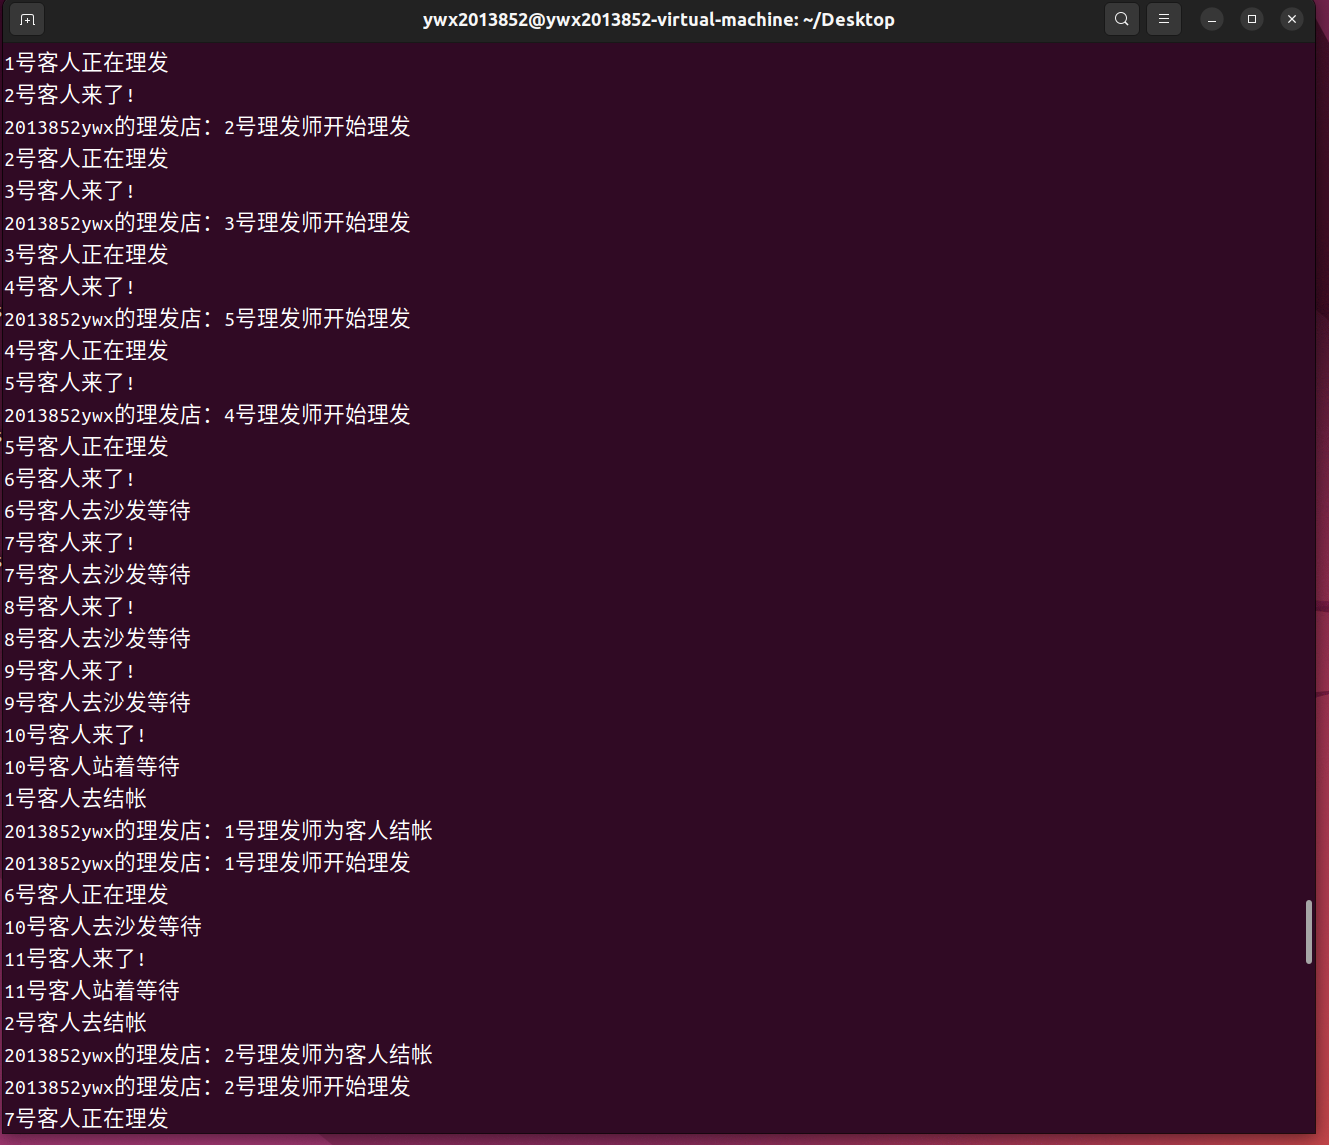 ywx2013852@ywx2013852-virtual-machine: ~/Desktop
1号客人正在理发
2号客人来了!
2013852ywx的理发店：2号理发师开始理发
2号客人正在理发
3号客人来了!
2013852ywx的理发店：3号理发师开始理发
3号客人正在理发
4号客人来了!
2013852ywx的理发店：5号理发师开始理发
4号客人正在理发
5号客人来了!
2013852ywx的理发店：4号理发师开始理发
5号客人正在理发
6号客人来了!
6号客人去沙发等待
7号客人来了!
7号客人去沙发等待
8号客人来了!
8号客人去沙发等待
9号客人来了!
9号客人去沙发等待
10号客人来了!
10号客人站着等待
1号客人去结帐
2013852ywx的理发店：1号理发师为客人结帐
2013852ywx的理发店：1号理发师开始理发
6号客人正在理发
10号客人去沙发等待
11号客人来了!
11号客人站着等待
2号客人去结帐
2013852ywx的理发店：2号理发师为客人结帐
2013852ywx的理发店：2号理发师开始理发
7号客人正在理发